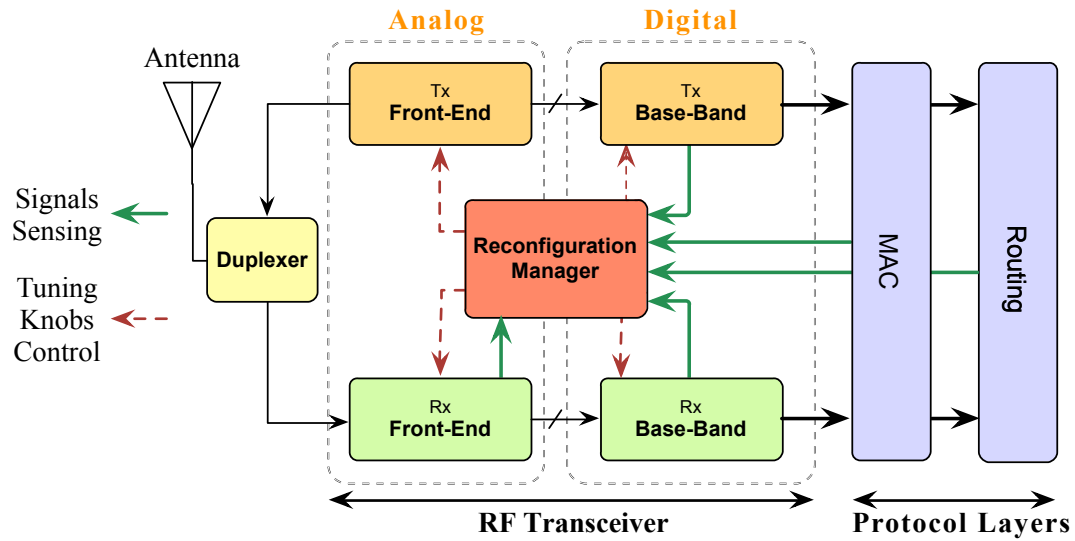 Analog
Digital
Antenna
Tx
Front-End
Tx
Base-Band
Signals
Sensing
Duplexer
Reconfiguration
Manager
MAC
Routing
Tuning
Knobs
Control
Rx
Front-End
Rx
Base-Band
RF Transceiver
Protocol Layers